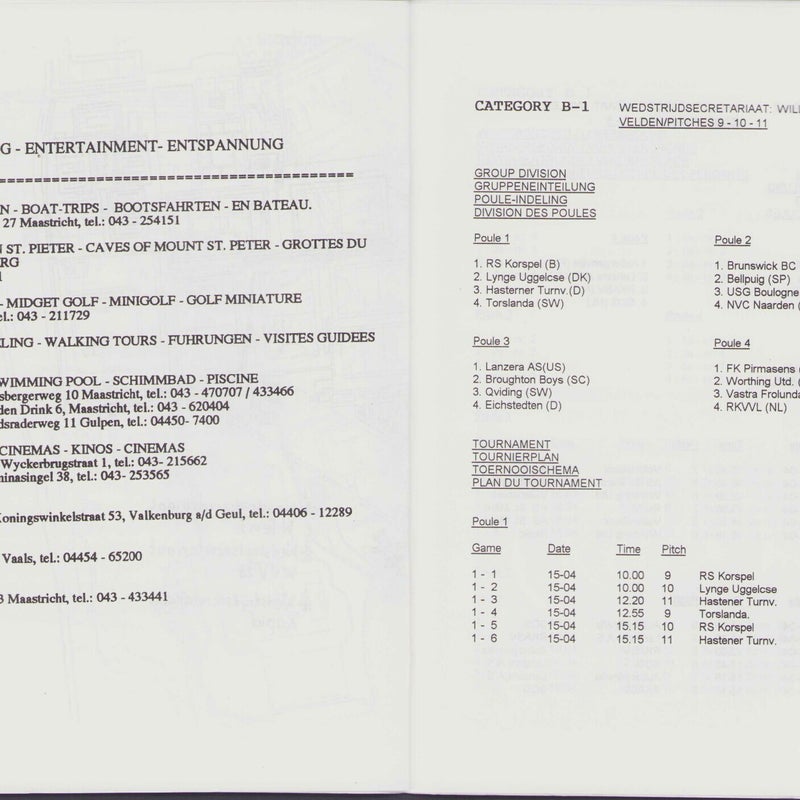 G - ENTERTAINMENT- ENTSPANNUNG
================================================
N - BOAT-TRIPS - BOOTSFAHRTEN - EN BATEAU.
27 Maastricht, tel.: 043 - 254151
N ST. PIETER - CAVES OF MOUNT ST. PETER - GROTTES DU
RG
- MIDGET GOLF - MINIGOLF - GOLF MINIATURE
el.: 043 - 211729
LING - WALKING TOURS - FUHRUNGEN - VISITES GUIDEES
WIMMING POOL - SCHIMMBAD - PISCINE
sbergerweg 10 Maastricht, tel.: 043 - 470707 / 433466
den Drink 6, Maastricht, tel.: 043 - 620404
dsraderweg 11 Gulpen, tel.: 04450- 7400
CINEMAS - KINOS - CINEMAS
Wyckerbrugstraat 1, tel.: 043- 215662
ninasingel 38, tel.: 043- 253565
Koningswinkelstraat 53, Valkenburg a/d Geul, tel.: 04406 - 12289
Vaals, tel.: 04454 - 65200
3 Maastricht, tel.: 043 - 433441
CATEGORY B-1 WEDSTRIJDSECRETARIAAT: WILL
VELDEN/PITCHES 9 - 10 - 11
GROUP DIVISION
GRUPPENEINTEILUNG
POULE-INDELING
DIVISION DES POULES
Poule 1
1. RS Korspel (B)
2. Lynge Uggelcse (DK)
3. Hasterner Turnv.(D)
4. Torslanda (SW)
Poule 2
1. Brunswick BC
2. Bellpuig (SP)
3. USG Boulogne
4. NVC Naarden (
Poule 3
1. Lanzera AS(US)
2. Broughton Boys (SC)
3. Qviding (SW)
4. Eichstedten (D)
Poule 4
1. FK Pirmasens (
2. Worthing Utd. (
3. Vastra Frolunda
4. RKVVL (NL)
TOURNAMENT
TOURNIERPLAN
TOERNOOISCHEMA
PLAN DU TOURNAMENT
Poule 1
Game Date Time Pitch
1 - 1 15-04 10.00 9 RS Korspel
1 - 2 15-04 10.00 10 Lynge Uggelcse
1 - 3 15-04 12.20 11 Hastener Turnv.
1 - 4 15-04 12.55 9 Torslanda.
1 - 5 15-04 15.15 10 RS Korspel
1 - 6 15-04 15.15 11 Hastener Turnv.